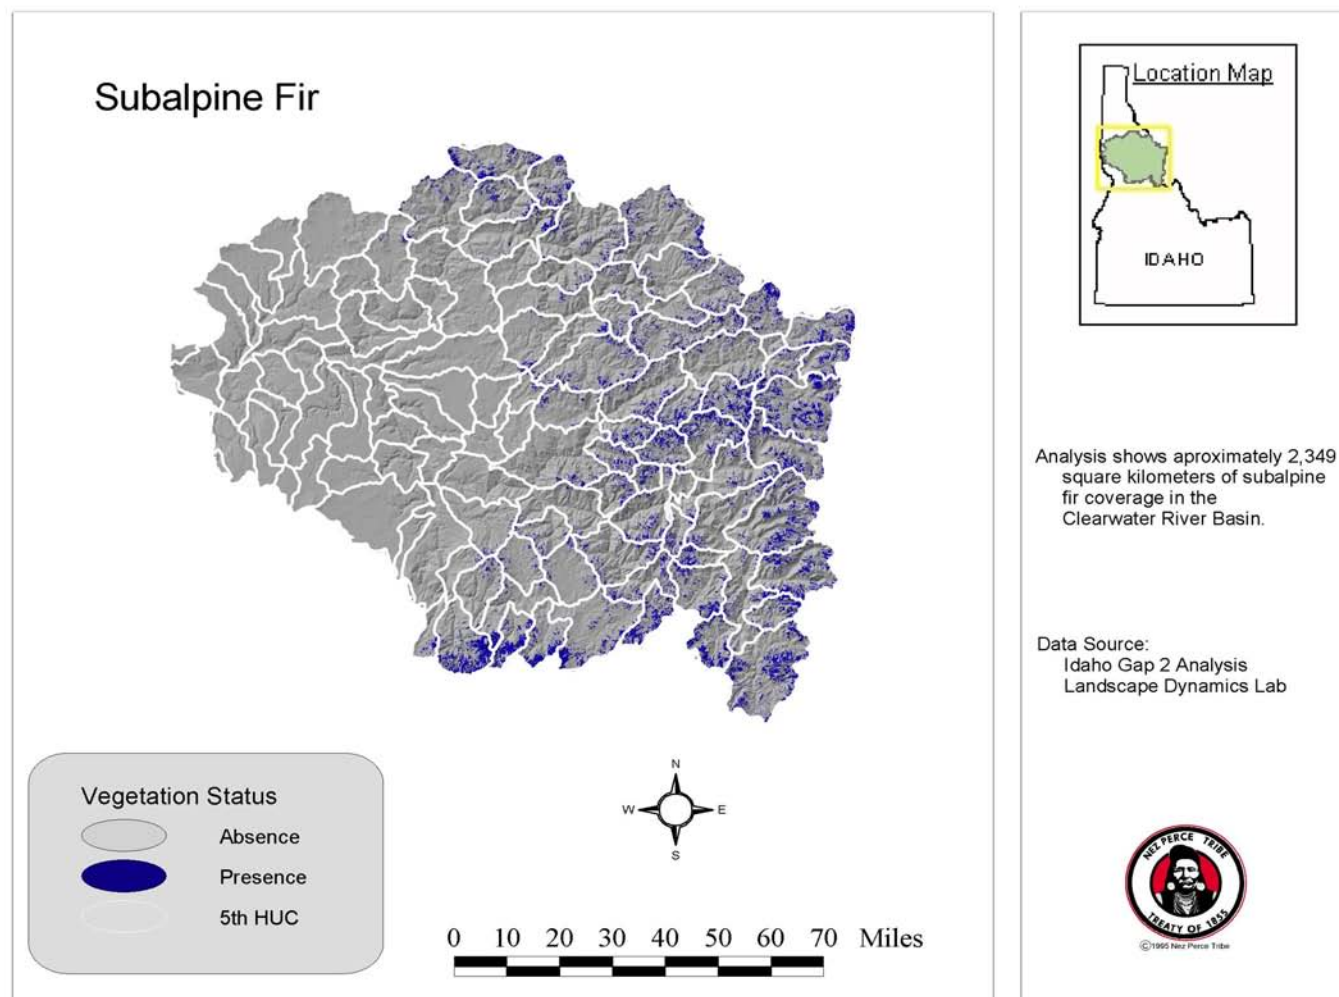 Subalpine Fir
Vegetation Status
Absence
Presence
5th HUC
N
W E
S
0 10 20 30 40 50 60 70 Miles
Location Map
IDAHO
Analysis shows aproximately 2,349
square kilometers of subalpine
fir coverage in the
Clearwater River Basin.
Data Source:
Idaho Gap 2 Analysis
Landscape Dynamics Lab
NEZ PERCE TRIBE
TREATY OF 1855
©1995 Nez Perce Tribe